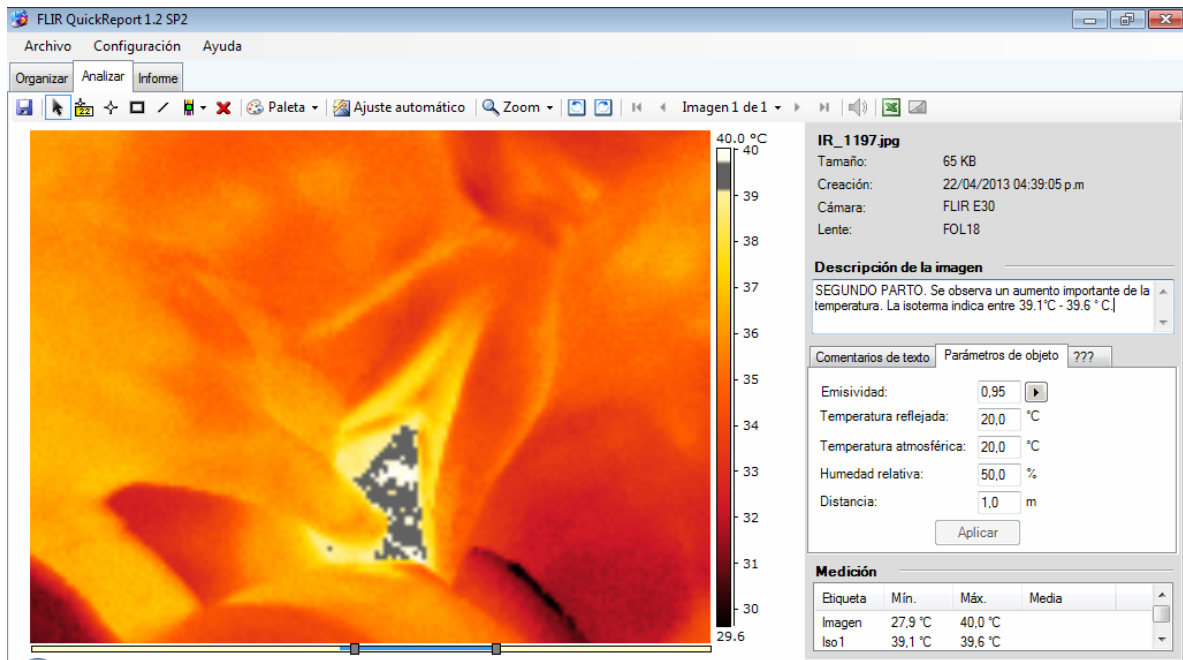 FLIR QuickReport 1.2 SP2
Archivo Configuración Ayuda
Organizar Analizar Informe
22 Paleta Ajuste automático Zoom Imagen 1 de 1
40.0 °C
40
39
38
37
36
35
34
33
32
31
30
29.6
IR_1197.jpg
Tamaño: 65 KB
Creación: 22/04/2013 04:39:05 p.m
Cámara: FLIR E30
Lente: FOL18
Descripción de la imagen
SEGUNDO PARTO. Se observa un aumento importante de la
temperatura. La isoterma indica entre 39.1°C - 39.6 ° C.
Comentarios de texto Parámetros de objeto ???
Emisividad: 0,95
Temperatura reflejada: 20,0 °C
Temperatura atmosférica: 20,0 °C
Humedad relativa: 50,0 %
Distancia: 1,0 m
Aplicar
Medición
Etiqueta Mín. Máx. Media
Imagen 27,9 °C 40,0 °C
Iso1 39,1 °C 39,6 °C